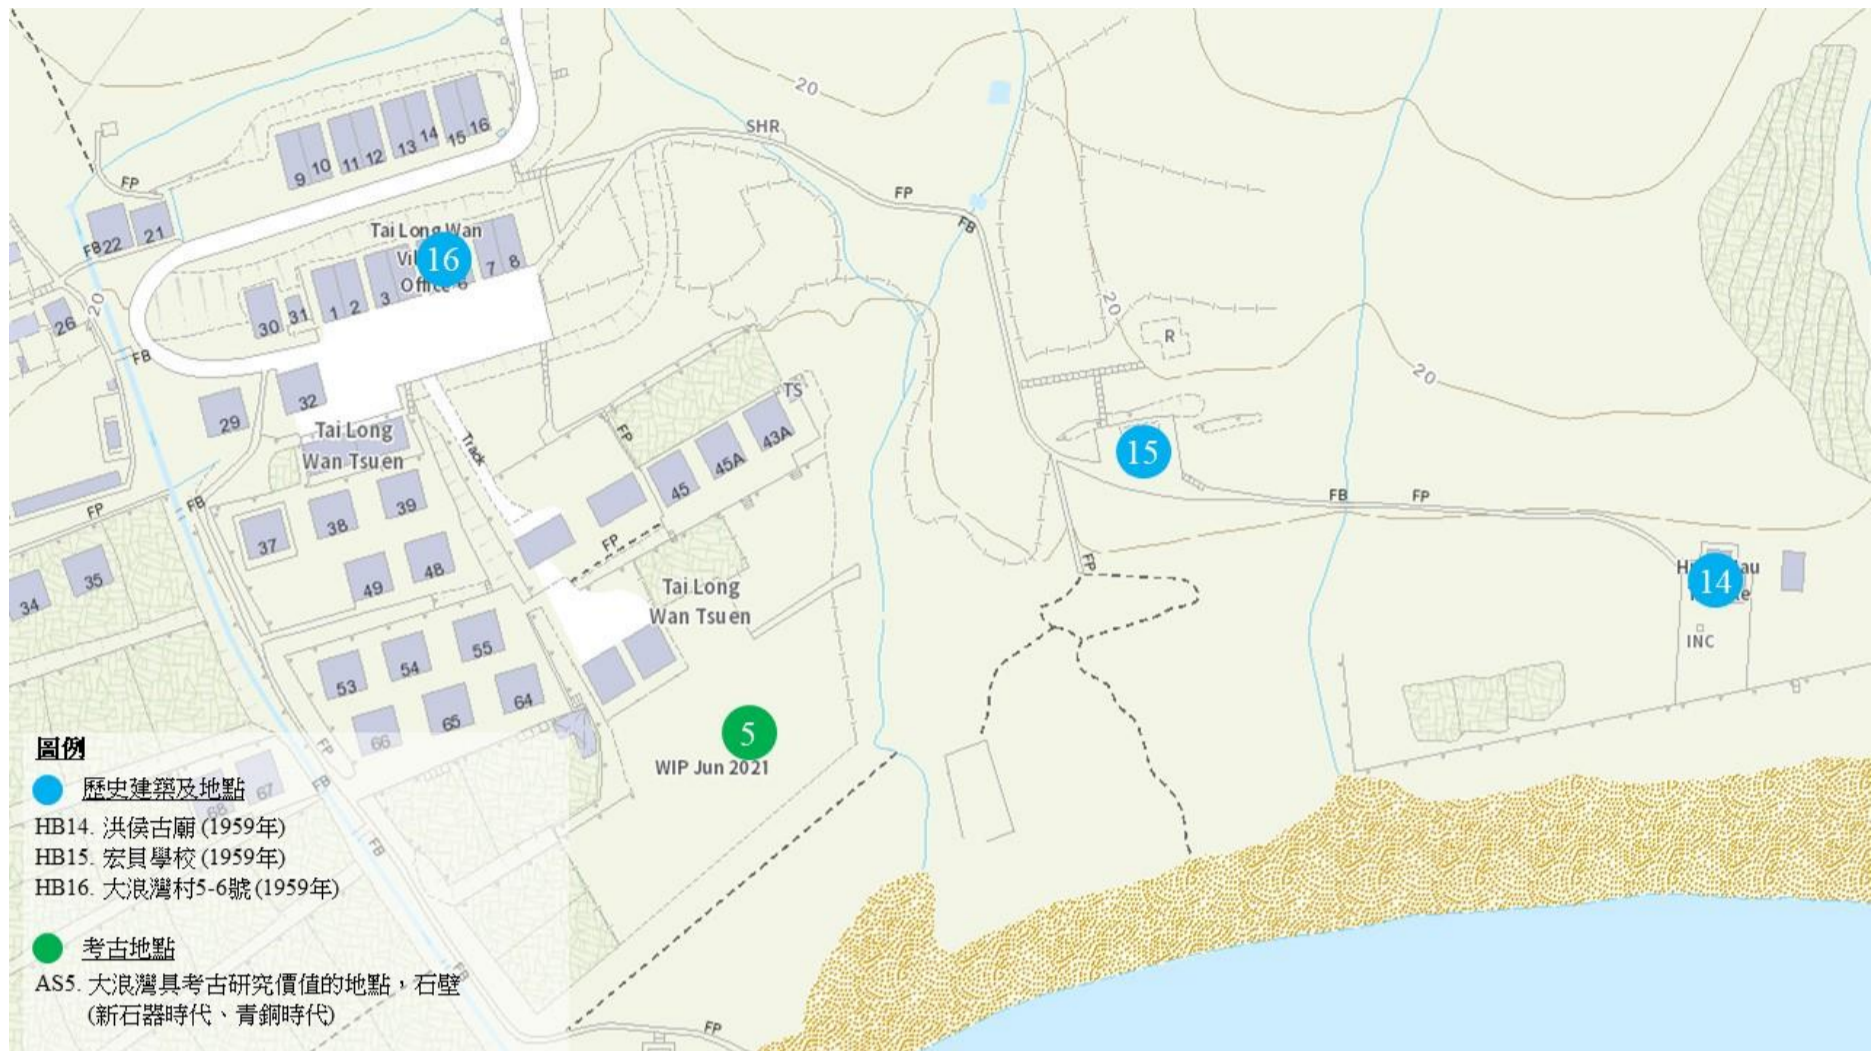 20
SHR
FP
9 10 11 12 13 14 15 16
FP
FB
22 21
FB
Tai Long Wan
Office
16
7 8
1 2 3
30 31
26
20
FB
20
R
20
29
32
TS
Track
FP
43A
45A
45
Tai Long
Wan Tsuen
15
FB FP
FP
FB
37 38 39
FP
FP
49 48
35
34
14
INC
Tai Long
Wan Tsuen
53 54 55
66 65 64
5
WIP Jun 2021
FP
68 67
FB
FB
FB
FP
圖例
歷史建築及地點
HB14. 洪侯古廟 (1959年)
HB15. 宏貝學校 (1959年)
HB16. 大浪灣村5-6號 (1959年)
考古地點
AS5. 大浪灣具考古研究價值的地點，石壁
(新石器時代、青銅時代)